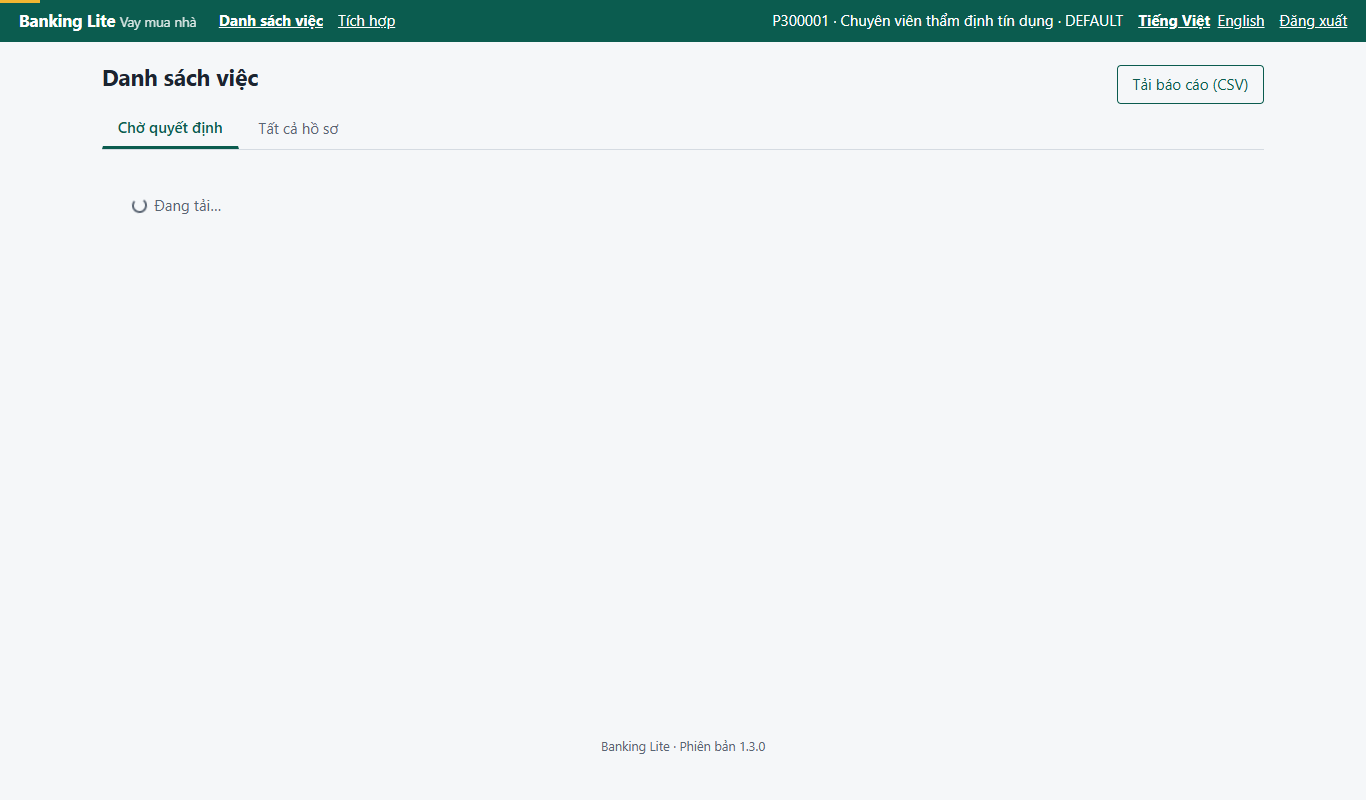 Banking Lite Vay mua nhà Danh sách việc Tích hợp P300001 · Chuyên viên thẩm định tín dụng · DEFAULT Tiếng Việt English Đăng xuất
Danh sách việc
Tải báo cáo (CSV)
Chờ quyết định Tất cả hồ sơ
Đang tải...
Banking Lite · Phiên bản 1.3.0